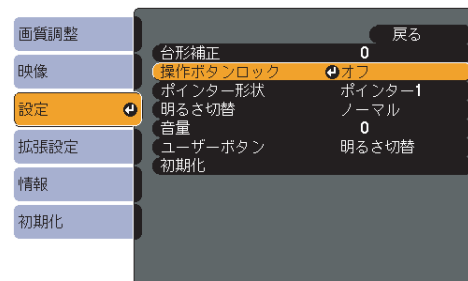 画質調整
映像
設定
拡張設定
情報
初期化
戻る
台形補正 0
操作ボタンロック オフ
ポインター形状 ポインター1
明るさ切替 ノーマル
音量 0
ユーザーボタン 明るさ切替
初期化